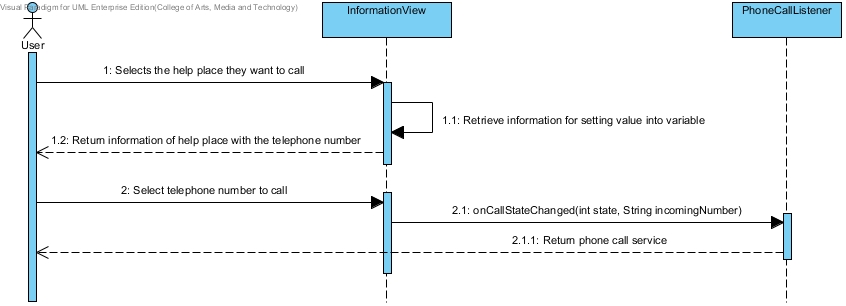 Visual Paradigm for UML Enterprise Edition(College of Arts, Media and Technology)
InformationView
PhoneCallListener
User
1: Selects the help place they want to call
1.1: Retrieve information for setting value into variable
1.2: Return information of help place with the telephone number
2: Select telephone number to call
2.1: onCallStateChanged(int state, String incomingNumber)
2.1.1: Return phone call service